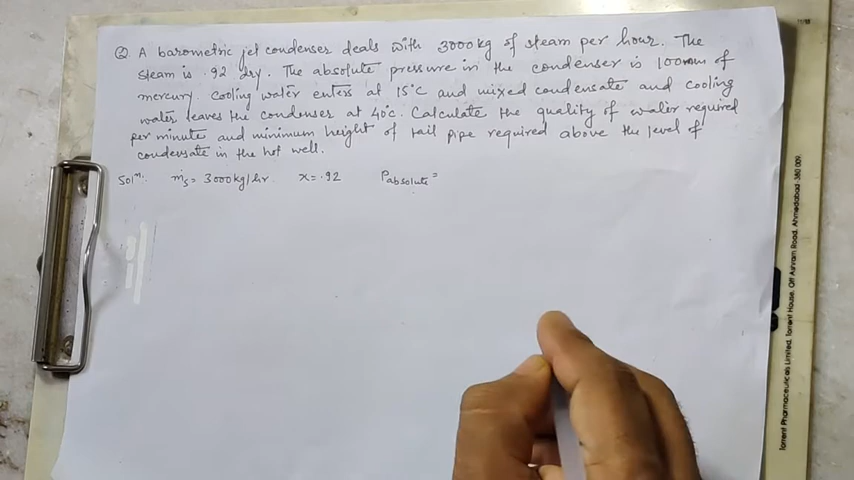 Q A barometric jet condenser deals with 3000kg of steam per hour. The
steam is .92 dry. The absolute pressure in the condenser is 100mm of
mercury. Cooling water enters at 15°C and mixed condensate and cooling
water leaves the condenser at 40°C. Calculate the quality of water required
per minute and minimum height of tail pipe required above the level of
condensate in the hot well.
Solⁿ: ṁs = 3000kg/hr x = .92 Pabsolute =
Torrent Pharmaceuticals Limited, Torrent House, Off Ashram Road, Ahmedabad 380 009.